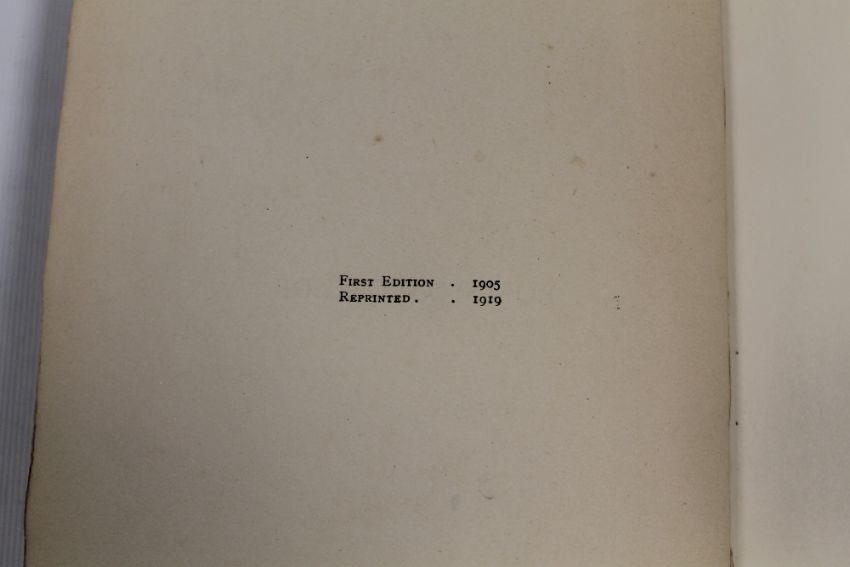 First Edition . 1905
Reprinted . . 1919